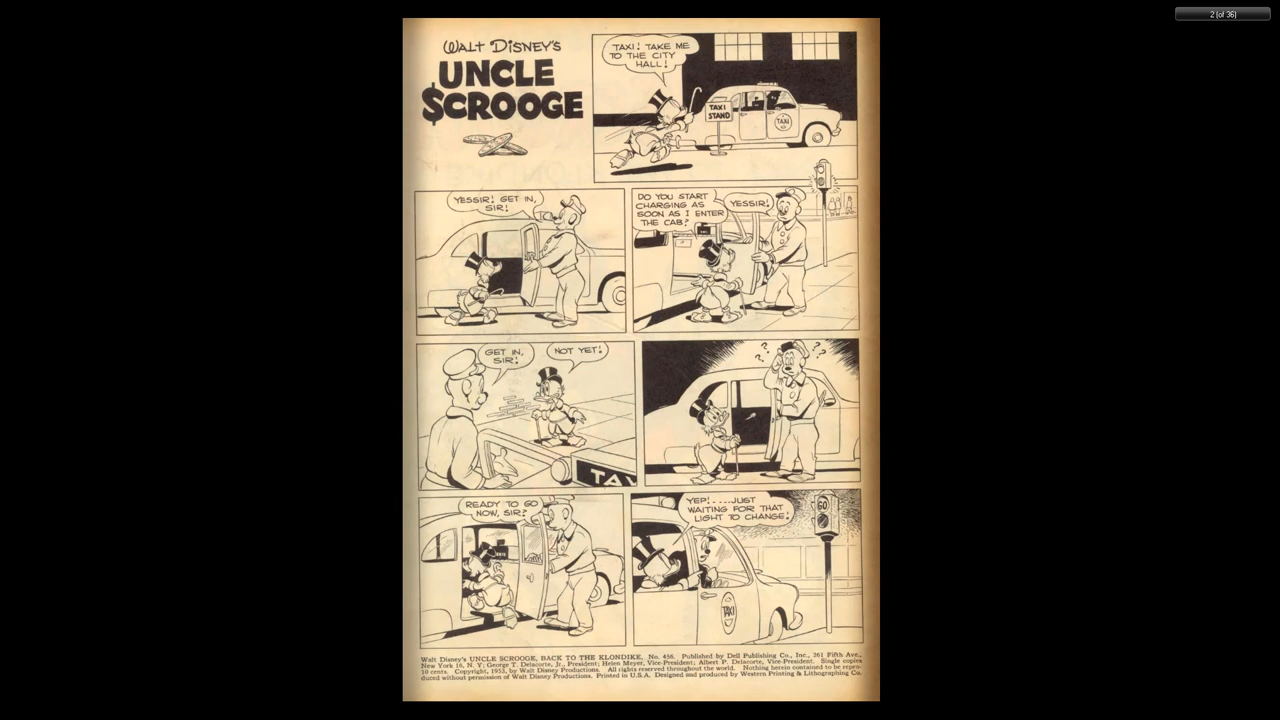 2 (of 36)
WALT DISNEY'S
UNCLE
$CROOGE
TAXI! TAKE ME
TO THE CITY
HALL!
TAXI
STAND
TAXI
YESSIR! GET IN,
SIR!
DO YOU START
CHARGING AS
SOON AS I ENTER
THE CAB?
YESSIR!
GET IN,
SIR!
NOT YET!
TAX
? ? ? ?
READY TO GO
NOW, SIR?
YEP!....JUST
WAITING FOR THAT
LIGHT TO CHANGE!
GO
TAXI
Walt Disney's UNCLE SCROOGE, BACK TO THE KLONDIKE, No. 456. Published by Dell Publishing Co., Inc., 261 Fifth Ave.,
New York 16, N. Y; George T. Delacorte, Jr., President; Helen Meyer, Vice-President; Albert P. Delacorte, Vice-President. Single copies
10 cents. Copyright, 1953, by Walt Disney Productions. All rights reserved throughout the world. Nothing herein contained to be repro-
duced without permission of Walt Disney Productions. Printed in U.S.A. Designed and produced by Western Printing & Lithographing Co.